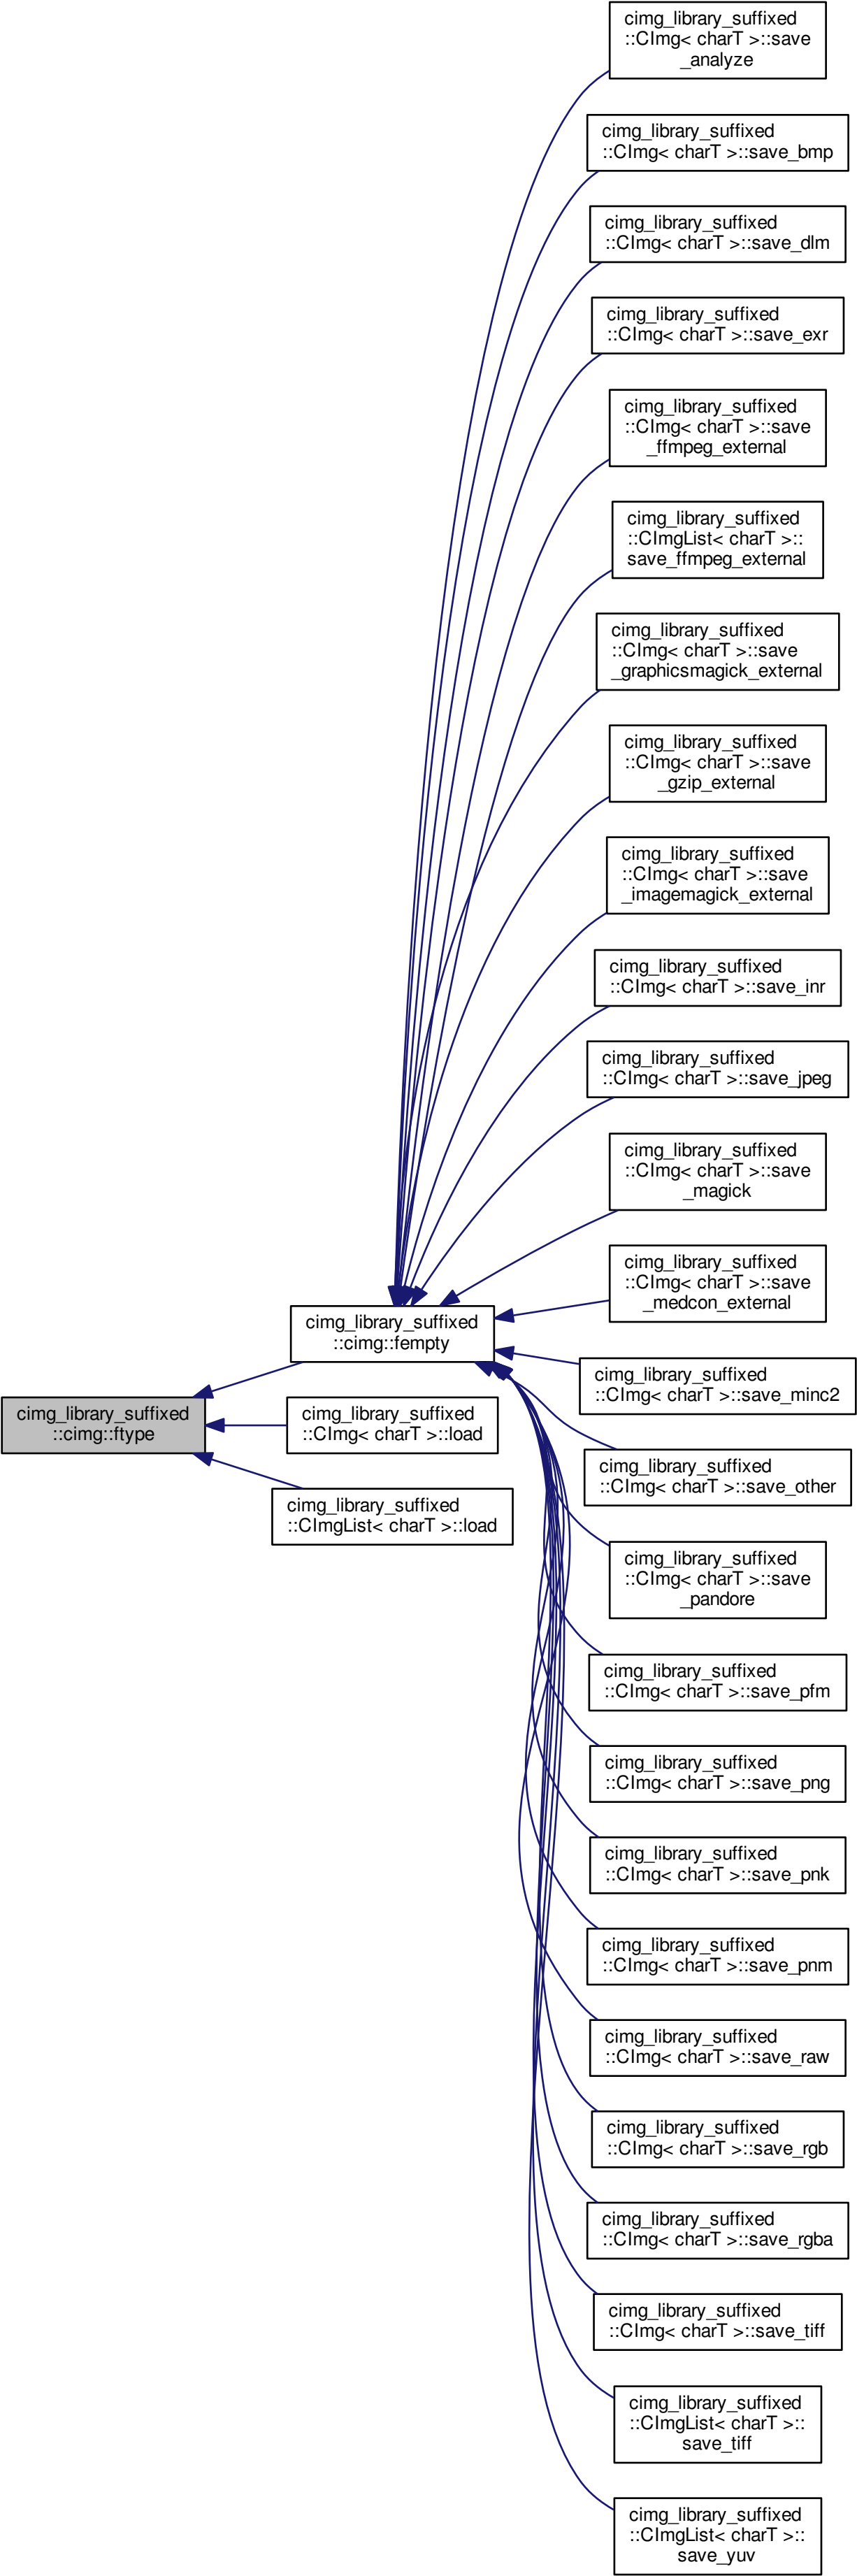 cimg_library_suffixed
::CImg< charT >::save
_analyze
cimg_library_suffixed
::CImg< charT >::save_bmp
cimg_library_suffixed
::CImg< charT >::save_dlm
cimg_library_suffixed
::CImg< charT >::save_exr
cimg_library_suffixed
::CImg< charT >::save
_ffmpeg_external
cimg_library_suffixed
::CImgList< charT >::
save_ffmpeg_external
cimg_library_suffixed
::CImg< charT >::save
_graphicsmagick_external
cimg_library_suffixed
::CImg< charT >::save
_gzip_external
cimg_library_suffixed
::CImg< charT >::save
_imagemagick_external
cimg_library_suffixed
::CImg< charT >::save_inr
cimg_library_suffixed
::CImg< charT >::save_jpeg
cimg_library_suffixed
::CImg< charT >::save
_magick
cimg_library_suffixed
::CImg< charT >::save
_medcon_external
cimg_library_suffixed
::cimg::fempty
cimg_library_suffixed
::CImg< charT >::save_minc2
cimg_library_suffixed
::cimg::ftype
cimg_library_suffixed
::CImg< charT >::load
cimg_library_suffixed
::CImg< charT >::save_other
cimg_library_suffixed
::CImgList< charT >::load
cimg_library_suffixed
::CImg< charT >::save
_pandore
cimg_library_suffixed
::CImg< charT >::save_pfm
cimg_library_suffixed
::CImg< charT >::save_png
cimg_library_suffixed
::CImg< charT >::save_pnk
cimg_library_suffixed
::CImg< charT >::save_pnm
cimg_library_suffixed
::CImg< charT >::save_raw
cimg_library_suffixed
::CImg< charT >::save_rgb
cimg_library_suffixed
::CImg< charT >::save_rgba
cimg_library_suffixed
::CImg< charT >::save_tiff
cimg_library_suffixed
::CImgList< charT >::
save_tiff
cimg_library_suffixed
::CImgList< charT >::
save_yuv